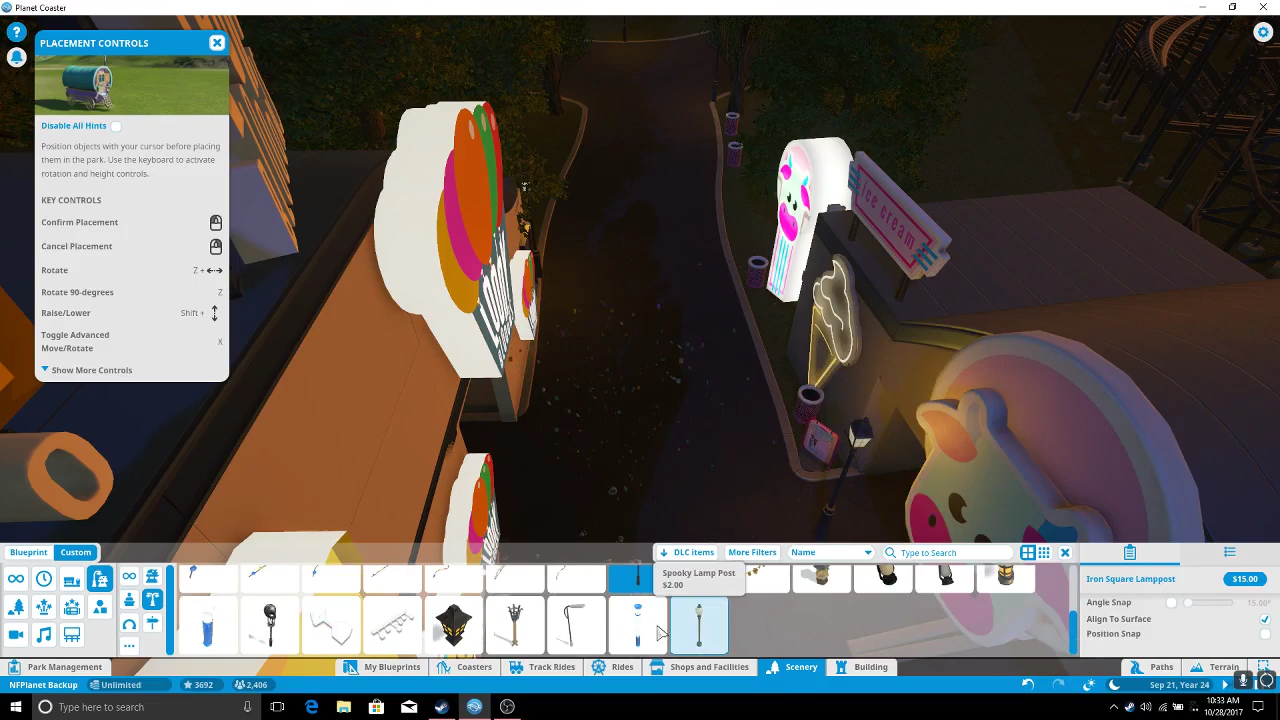 Planet Coaster
PLACEMENT CONTROLS
Disable All Hints
Position objects with your cursor before placing
them in the park. Use the keyboard to activate
rotation and height controls.
KEY CONTROLS
Confirm Placement
Cancel Placement
Rotate Z +
Rotate 90-degrees Z
Raise/Lower Shift +
Toggle Advanced
Move/Rotate X
Show More Controls
ice cream
Blueprint Custom
DLC items More Filters Name Type to Search
Spooky Lamp Post
$2.00
Iron Square Lamppost $15.00
Angle Snap 15.00°
Align To Surface
Position Snap
Park Management My Blueprints Coasters Track Rides Rides Shops and Facilities Scenery Building Paths Terrain
NFPlanet Backup Unlimited 3692 2,406 Sep 21, Year 24
Type here to search
10:33 AM
10/28/2017